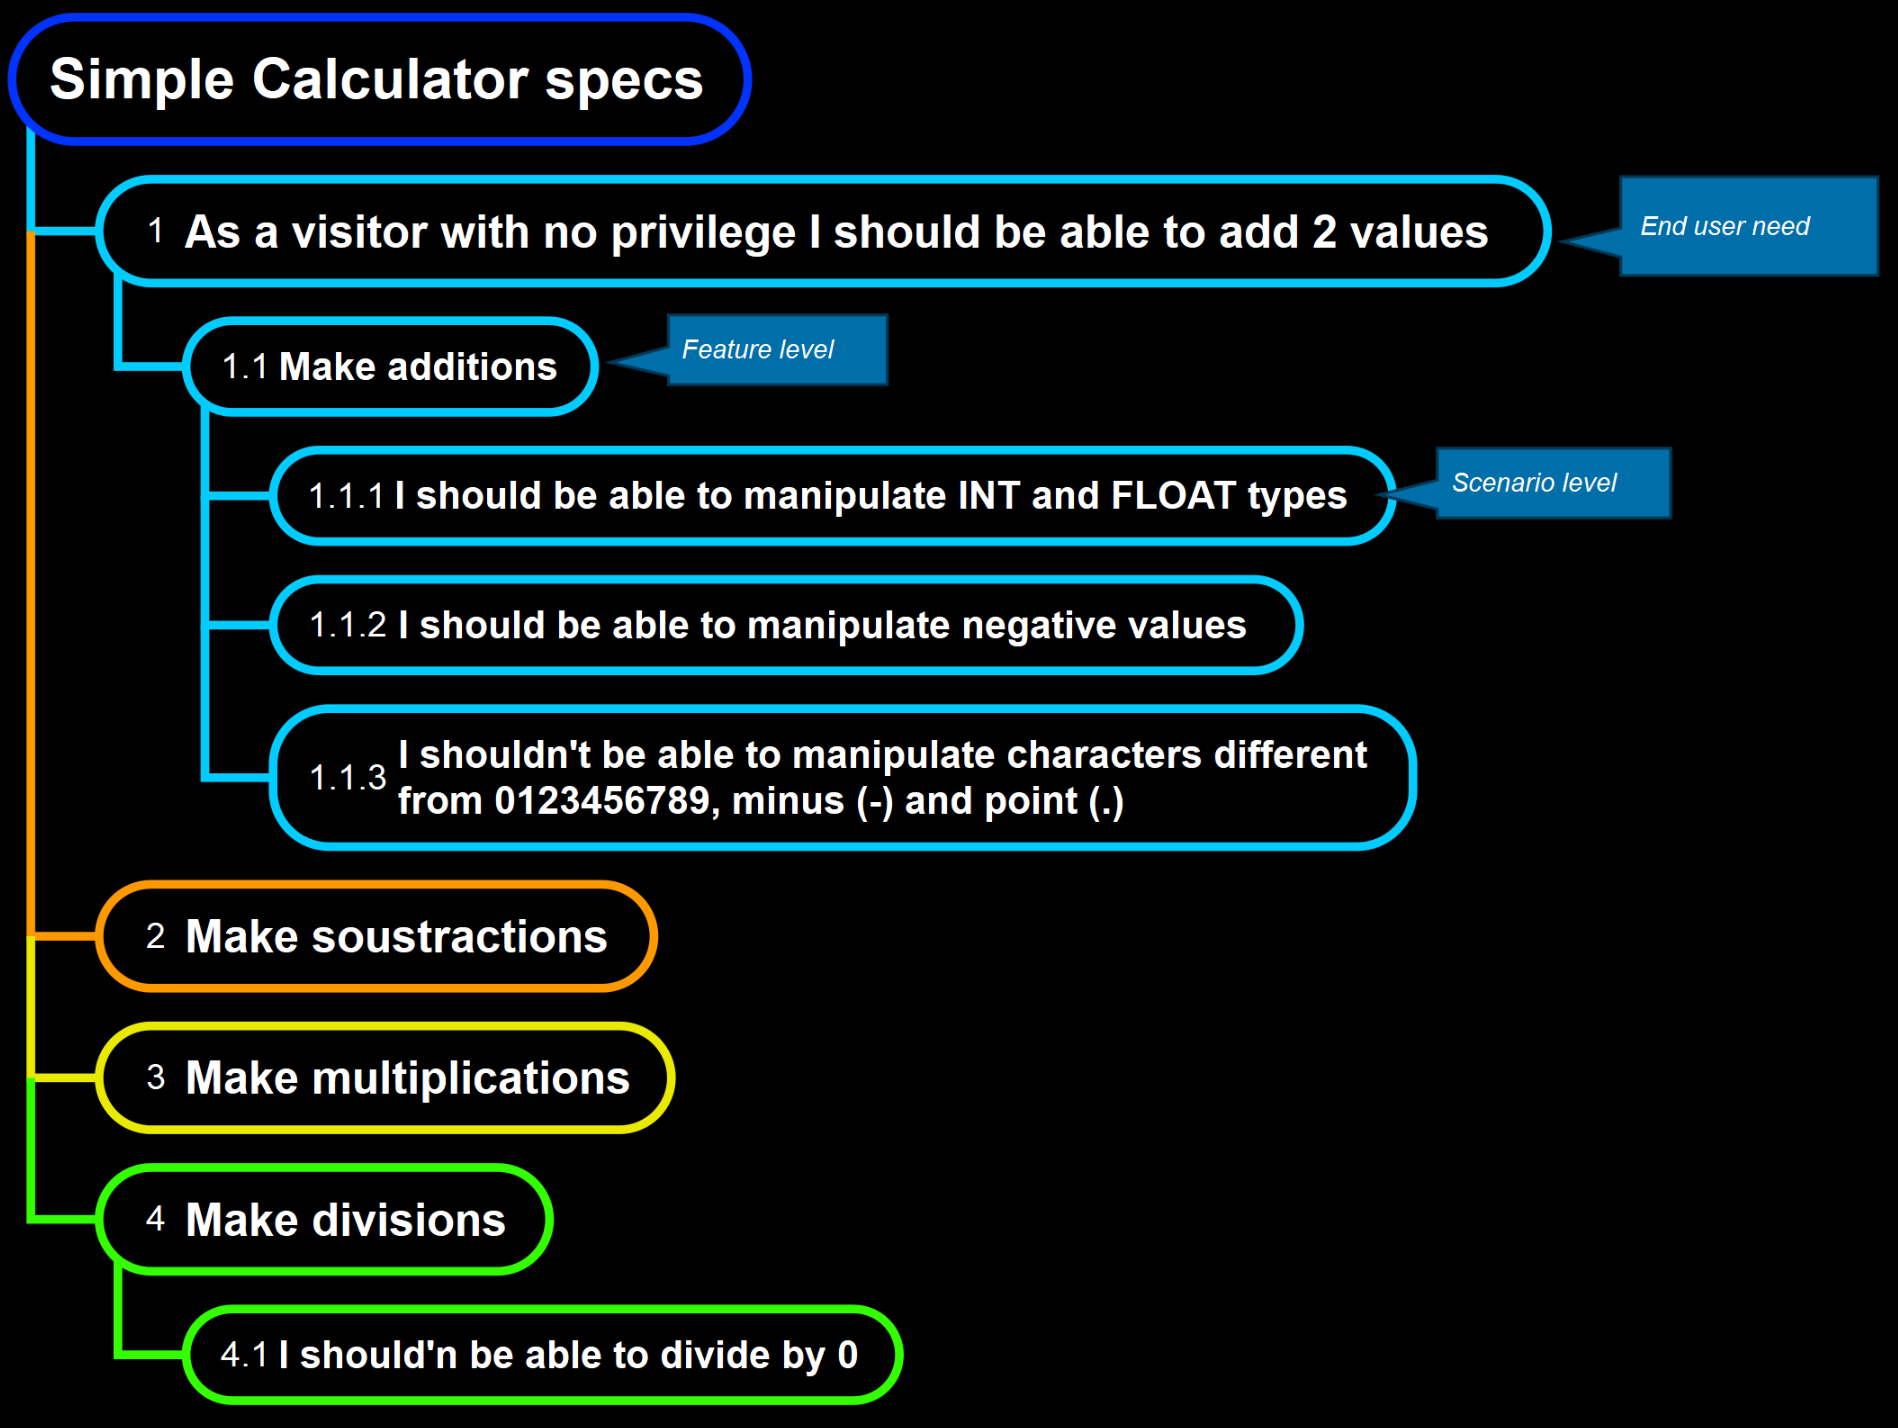 Simple Calculator specs
1 As a visitor with no privilege I should be able to add 2 values
End user need
1.1 Make additions
Feature level
1.1.1 I should be able to manipulate INT and FLOAT types
Scenario level
1.1.2 I should be able to manipulate negative values
1.1.3 I shouldn't be able to manipulate characters different
from 0123456789, minus (-) and point (.)
2 Make soustractions
3 Make multiplications
4 Make divisions
4.1 I should'n be able to divide by 0